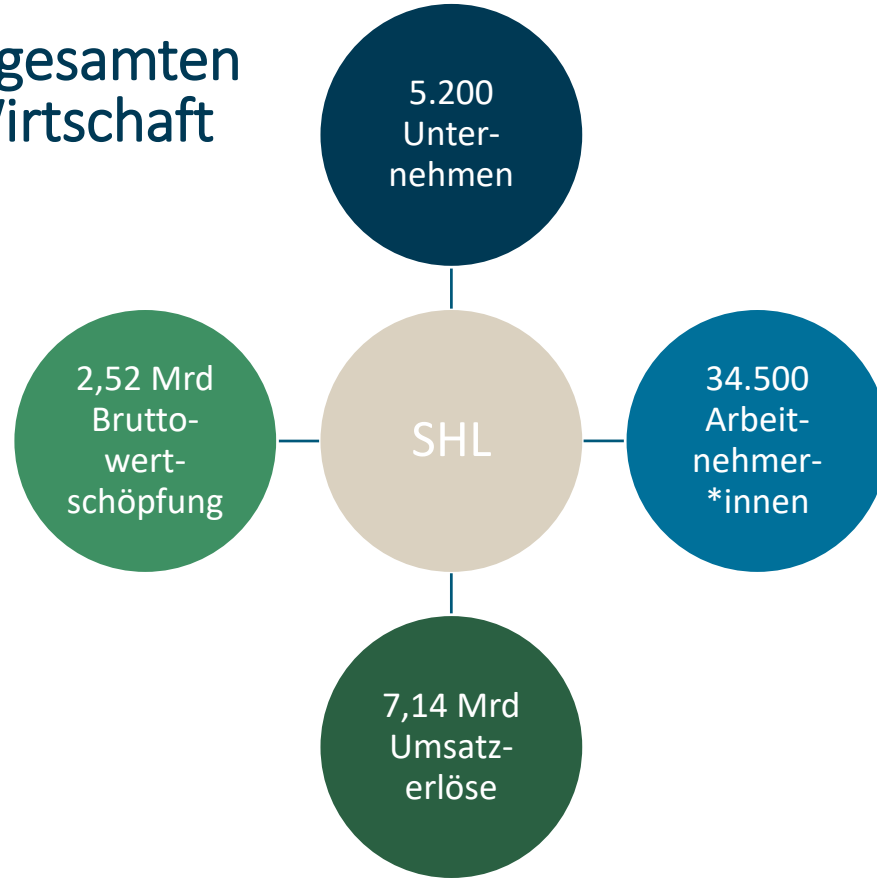 gesamten
Wirtschaft
5.200
Unter-
nehmen
2,52 Mrd
Brutto-
wert-
schöpfung
SHL
34.500
Arbeit-
nehmer-
*innen
7,14 Mrd
Umsatz-
erlöse